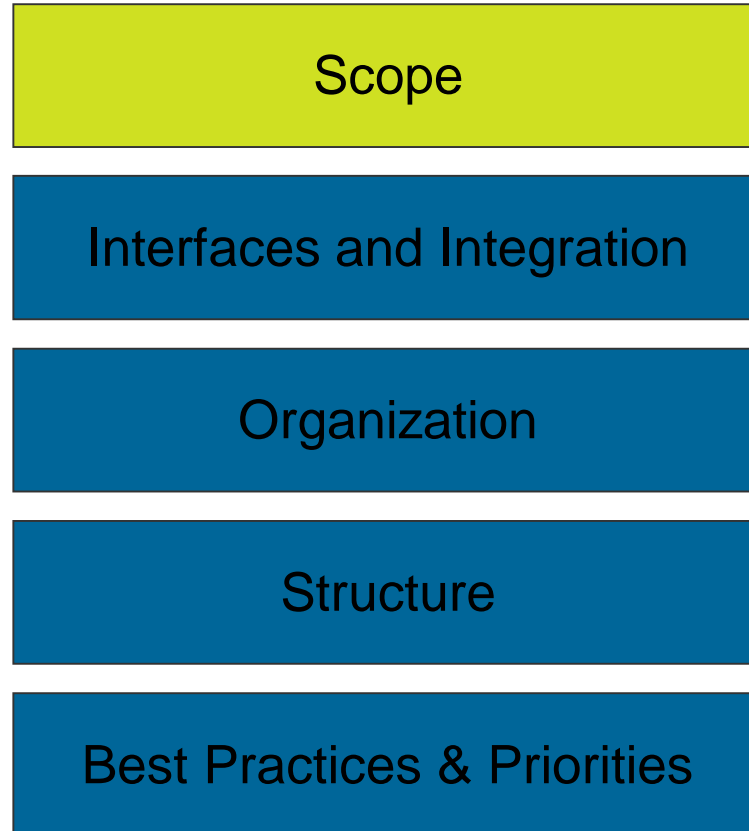 Scope
Interfaces and Integration
Organization
Structure
Best Practices & Priorities